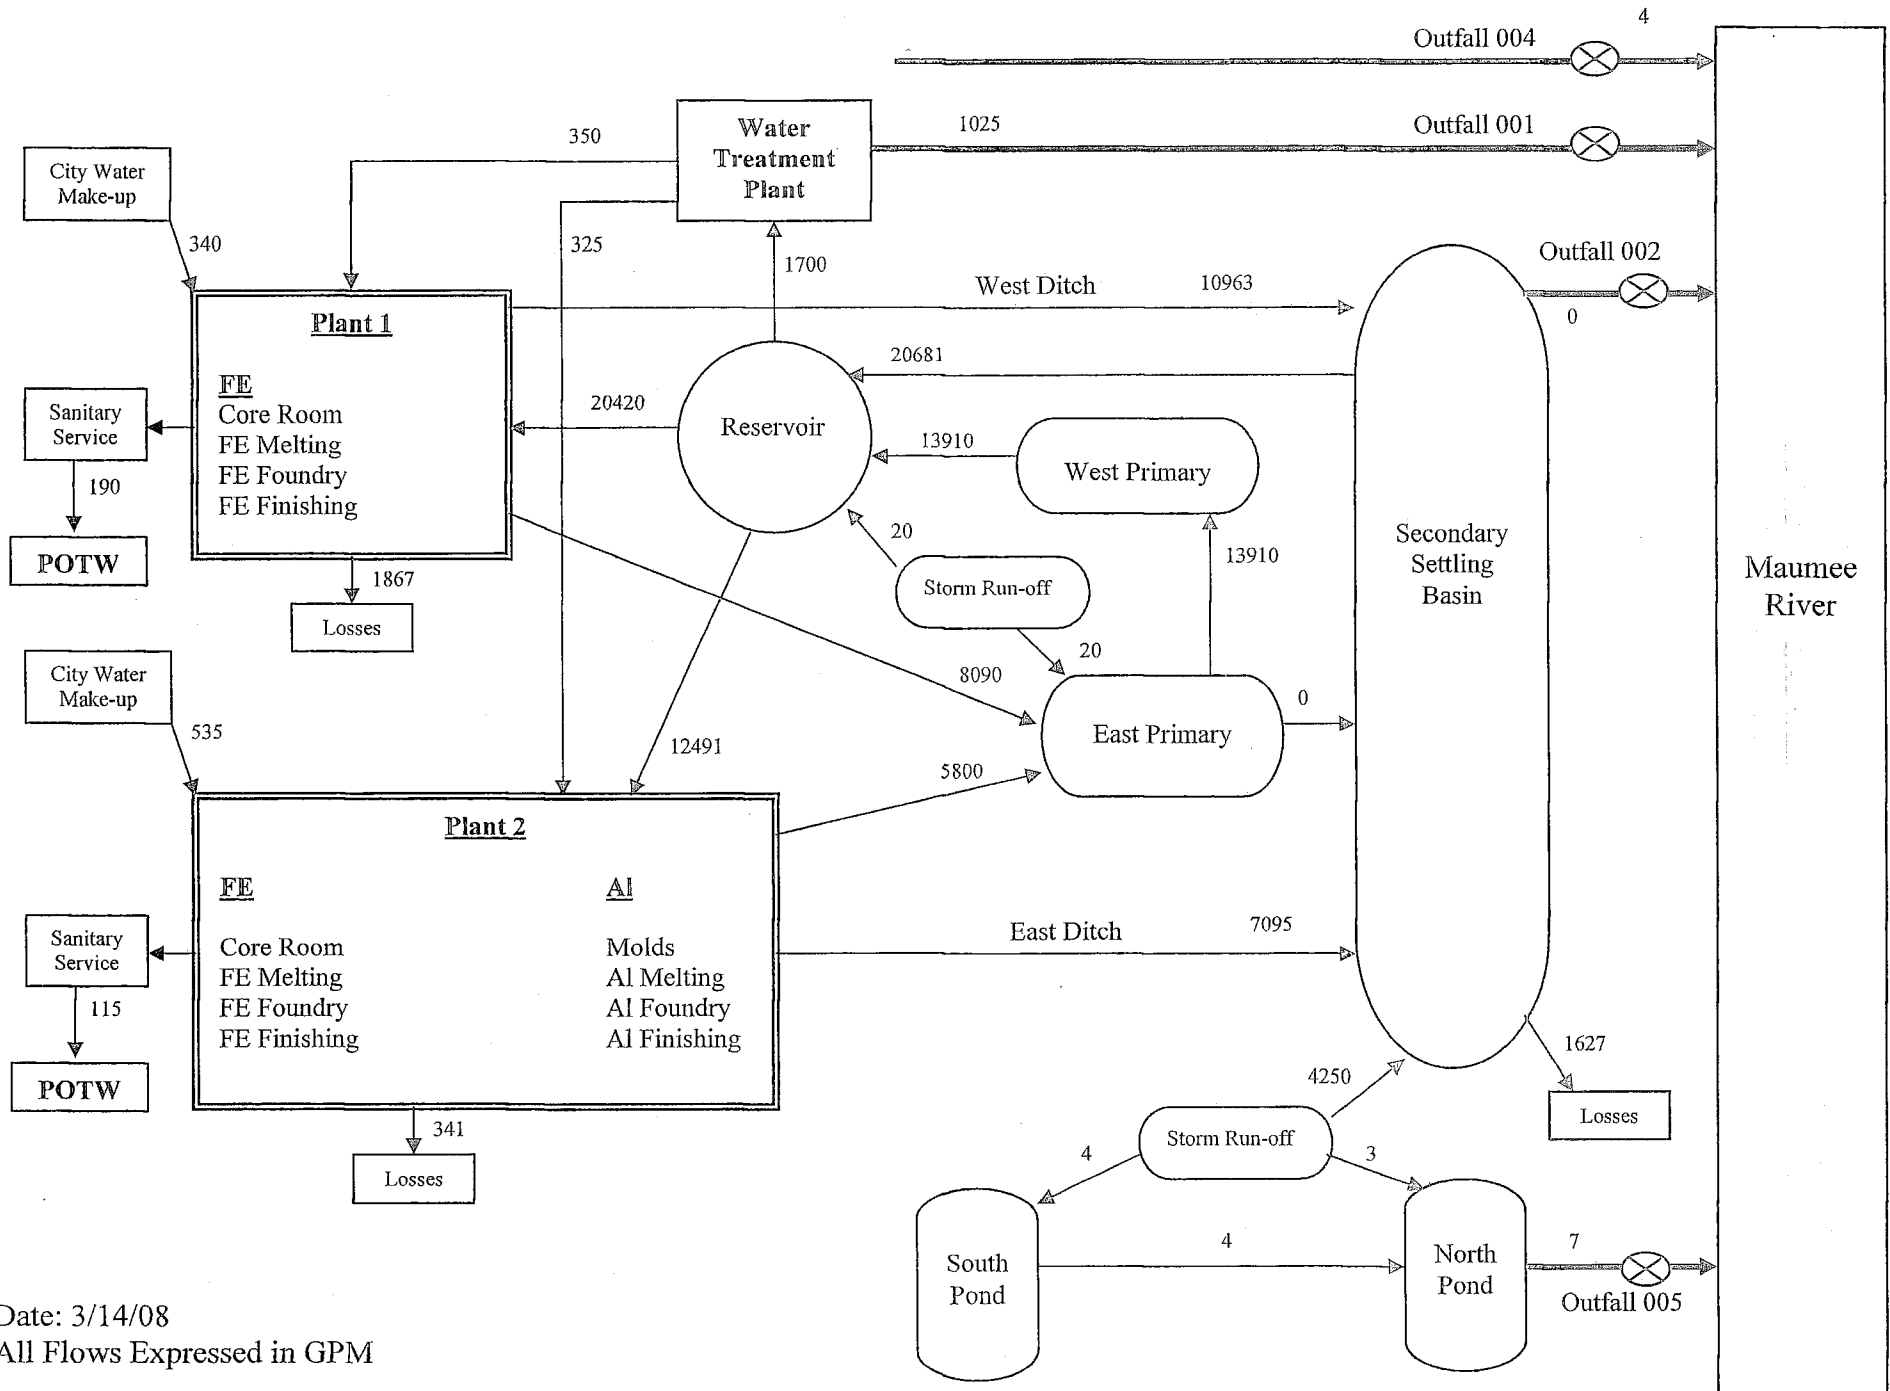 4
Outfall 004
Water
Treatment
Plant
1025
Outfall 001
350
City Water
Make-up
340
325
1700
Outfall 002
0
West Ditch
10963
Plant 1
FE
Core Room
FE Melting
FE Foundry
FE Finishing
20681
20420
Reservoir
13910
West Primary
Sanitary
Service
190
POTW
1867
Losses
20
Storm Run-off
20
13910
Secondary
Settling
Basin
Maumee
River
City Water
Make-up
535
8090
East Primary
0
12491
5800
Plant 2
FE
Core Room
FE Melting
FE Foundry
FE Finishing
Al
Molds
Al Melting
Al Foundry
Al Finishing
East Ditch
7095
Sanitary
Service
115
POTW
341
Losses
1627
Losses
4250
Storm Run-off
4
3
South
Pond
4
North
Pond
7
Outfall 005
Date: 3/14/08
All Flows Expressed in GPM